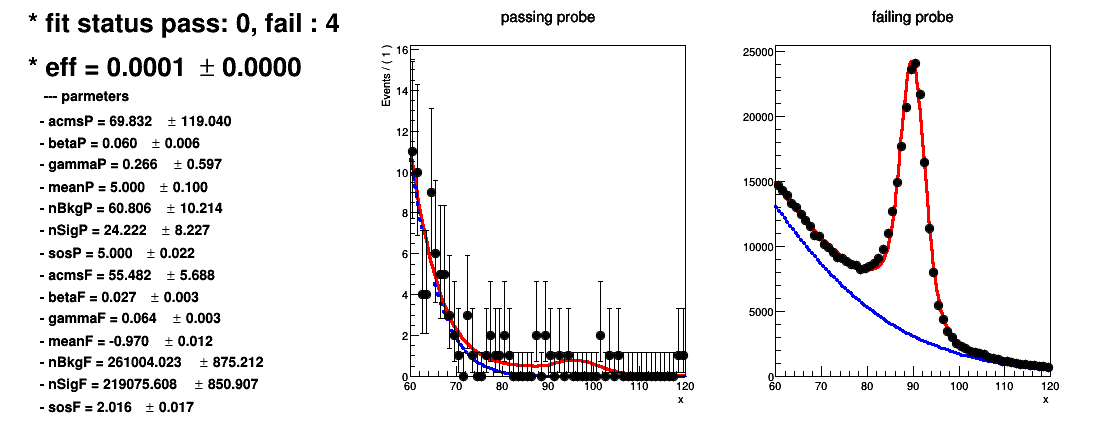 * fit status pass: 0, fail : 4
* eff = 0.0001 ± 0.0000
--- parmeters
- acmsP = 69.832 ± 119.040
- betaP = 0.060 ± 0.006
- gammaP = 0.266 ± 0.597
- meanP = 5.000 ± 0.100
- nBkgP = 60.806 ± 10.214
- nSigP = 24.222 ± 8.227
- sosP = 5.000 ± 0.022
- acmsF = 55.482 ± 5.688
- betaF = 0.027 ± 0.003
- gammaF = 0.064 ± 0.003
- meanF = -0.970 ± 0.012
- nBkgF = 261004.023 ± 875.212
- nSigF = 219075.608 ± 850.907
- sosF = 2.016 ± 0.017
passing probe
Events / ( 1 )
16
14
12
10
8
6
4
2
0
60 70 80 90 100 110 120
x
failing probe
25000
20000
15000
10000
5000
0
60 70 80 90 100 110 120
x